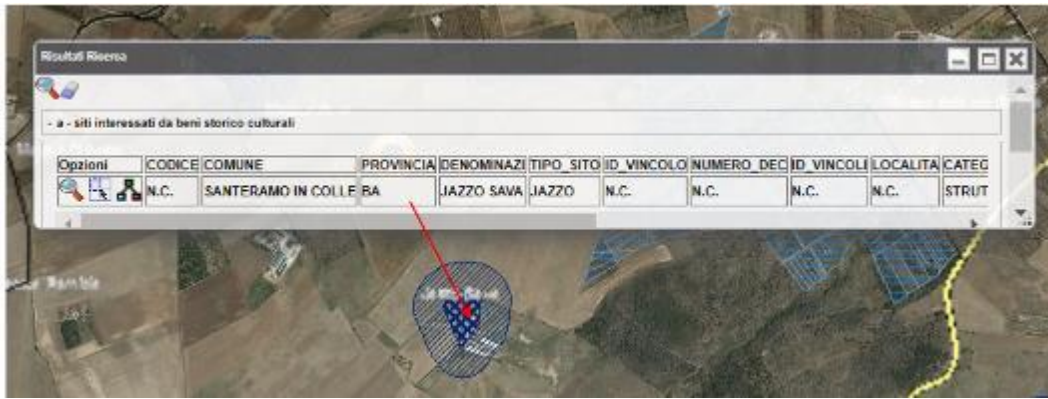 Risultati Ricerca
- a - siti interessati da beni storico culturali
Opzioni CODICE COMUNE PROVINCIA DENOMINAZI TIPO_SITO ID_VINCOLO NUMERO_DEC ID_VINCOLI LOCALITA CATEG
N.C. SANTERAMO IN COLLE BA JAZZO SAVA JAZZO N.C. N.C. N.C. N.C. STRUT